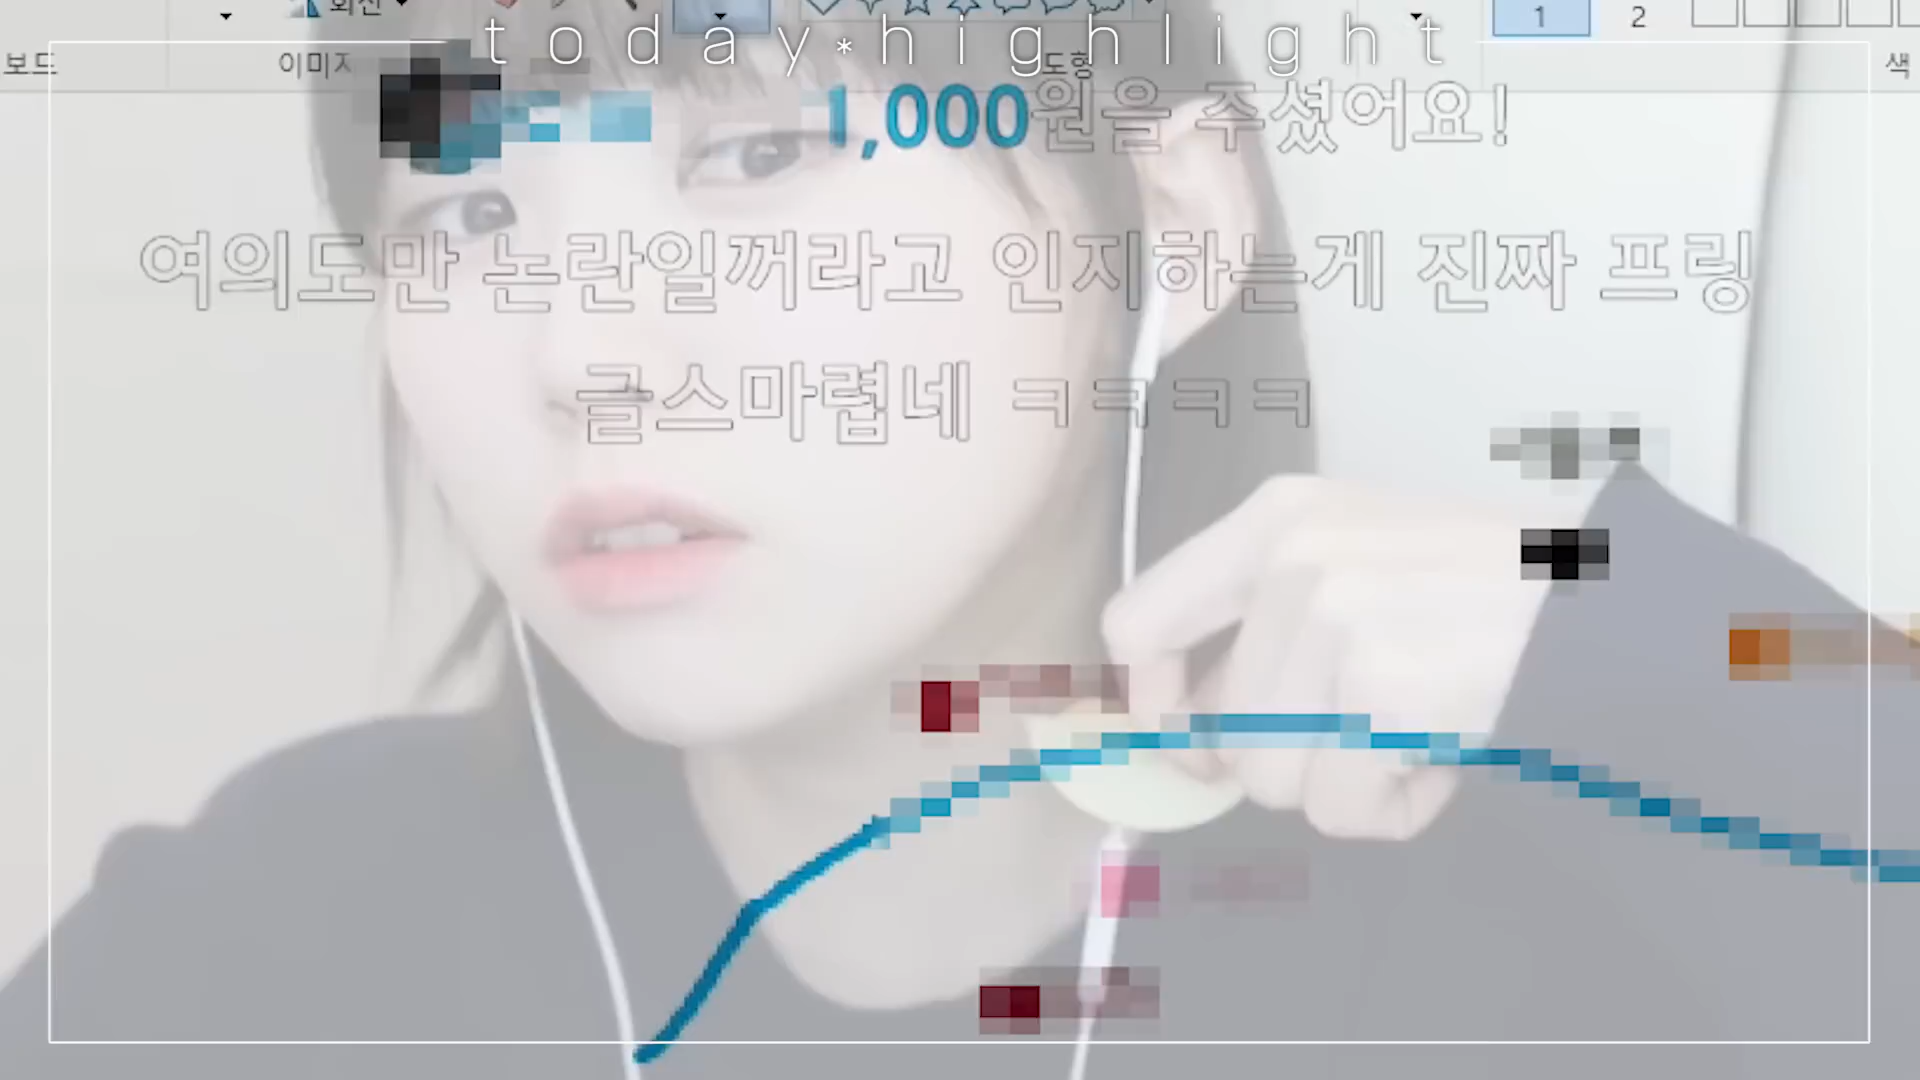 회전
1 2
today*highlight
보드 이미지 도형 색
1,000원을 주셨어요!
여의도만 논란일꺼라고 인지하는게 진짜 프링
글스마렵네 ㅋㅋㅋㅋ